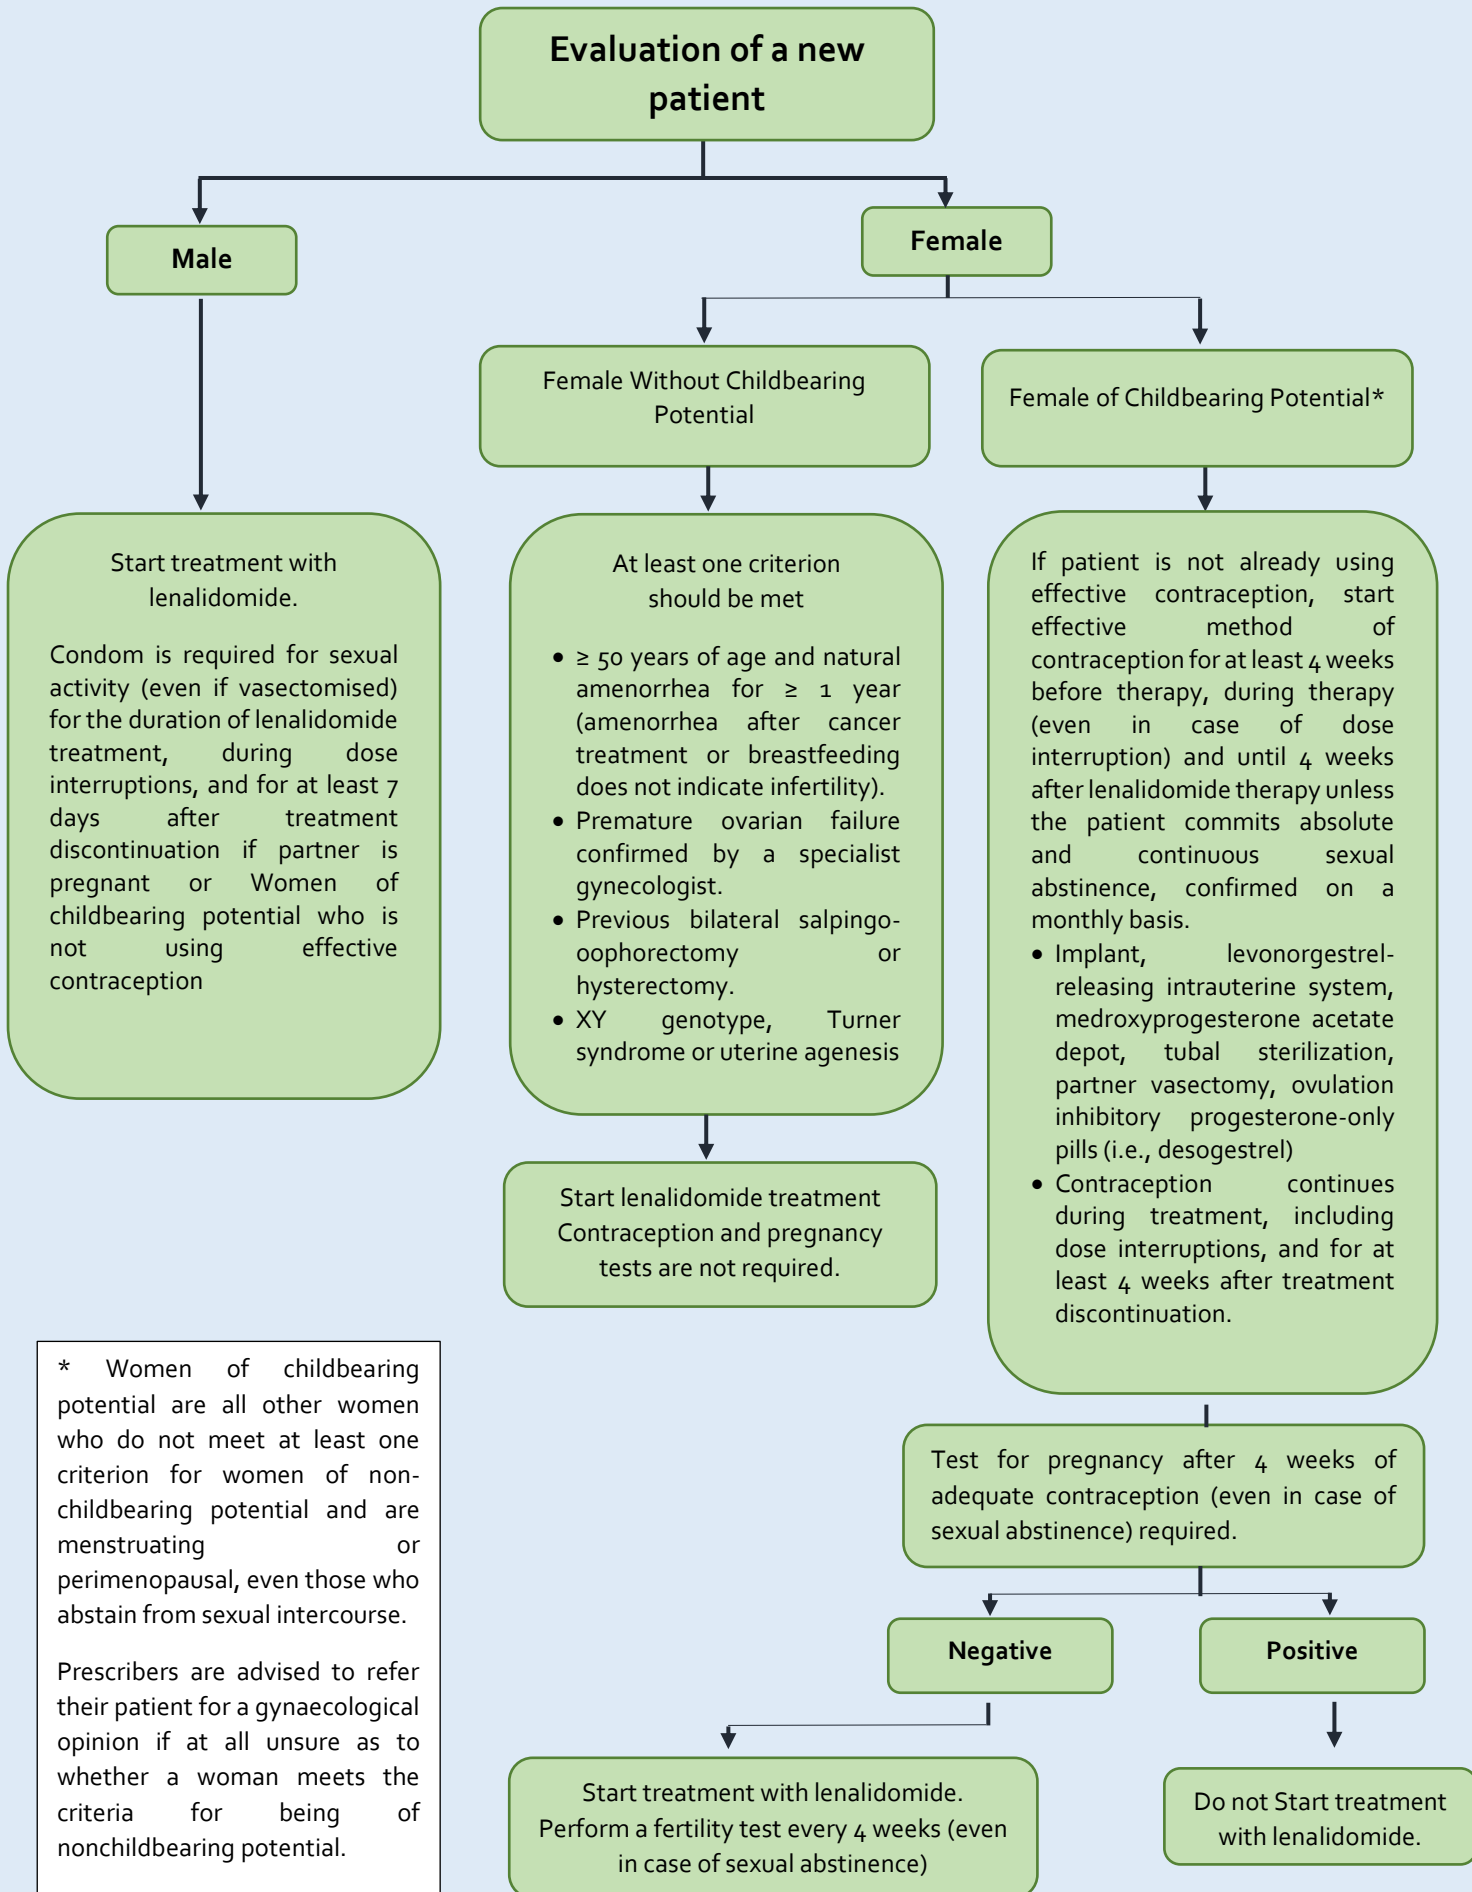 Evaluation of a new
patient
Male
Female
Female Without Childbearing
Potential
Female of Childbearing Potential*
Start treatment with
lenalidomide.
Condom is required for sexual
activity (even if vasectomised)
for the duration of lenalidomide
treatment, during dose
interruptions, and for at least 7
days after treatment
discontinuation if partner is
pregnant or Women of
childbearing potential who is
not using effective
contraception
At least one criterion
should be met
• ≥ 50 years of age and natural
amenorrhea for ≥ 1 year
(amenorrhea after cancer
treatment or breastfeeding
does not indicate infertility).
• Premature ovarian failure
confirmed by a specialist
gynecologist.
• Previous bilateral salpingo-
oophorectomy or
hysterectomy.
• XY genotype, Turner
syndrome or uterine agenesis
If patient is not already using
effective contraception, start
effective method of
contraception for at least 4 weeks
before therapy, during therapy
(even in case of dose
interruption) and until 4 weeks
after lenalidomide therapy unless
the patient commits absolute
and continuous sexual
abstinence, confirmed on a
monthly basis.
• Implant, levonorgestrel-
releasing intrauterine system,
medroxyprogesterone acetate
depot, tubal sterilization,
partner vasectomy, ovulation
inhibitory progesterone-only
pills (i.e., desogestrel)
• Contraception continues
during treatment, including
dose interruptions, and for at
least 4 weeks after treatment
discontinuation.
Start lenalidomide treatment
Contraception and pregnancy
tests are not required.
* Women of childbearing
potential are all other women
who do not meet at least one
criterion for women of non-
childbearing potential and are
menstruating or
perimenopausal, even those who
abstain from sexual intercourse.
Prescribers are advised to refer
their patient for a gynaecological
opinion if at all unsure as to
whether a woman meets the
criteria for being of
nonchildbearing potential.
Test for pregnancy after 4 weeks of
adequate contraception (even in case of
sexual abstinence) required.
Negative
Positive
Start treatment with lenalidomide.
Perform a fertility test every 4 weeks (even
in case of sexual abstinence)
Do not Start treatment
with lenalidomide.